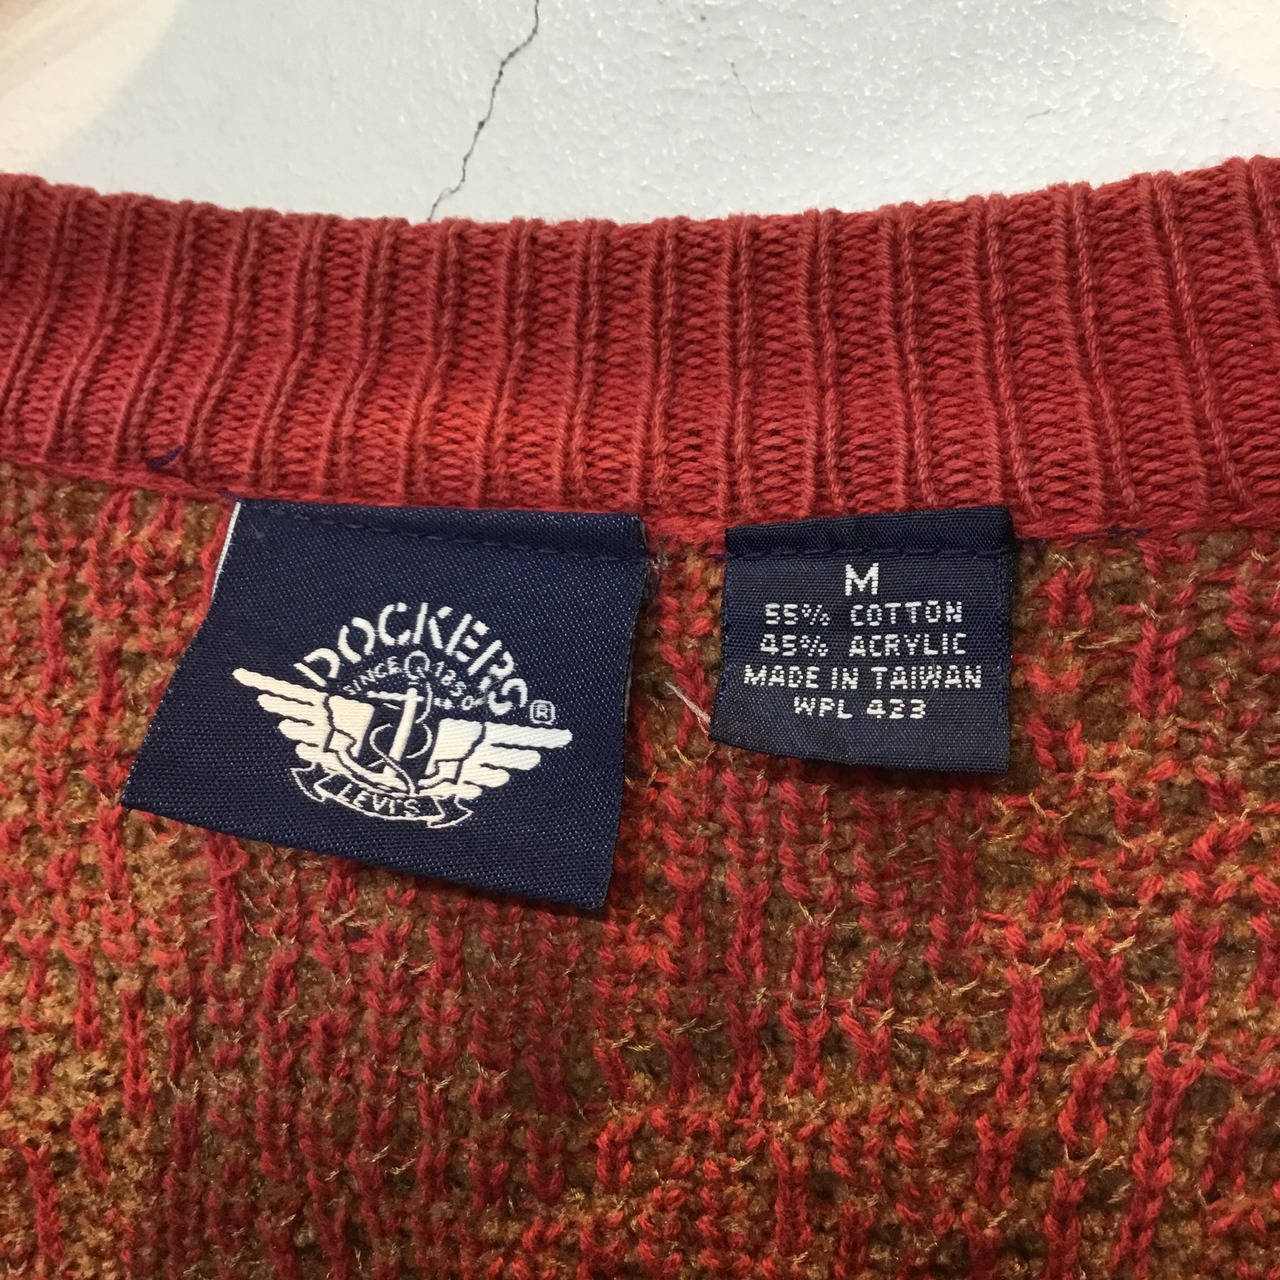 DOCKERS®
SINCE 1850
LEVI'S
M
55% COTTON
45% ACRYLIC
MADE IN TAIWAN
WPL 423